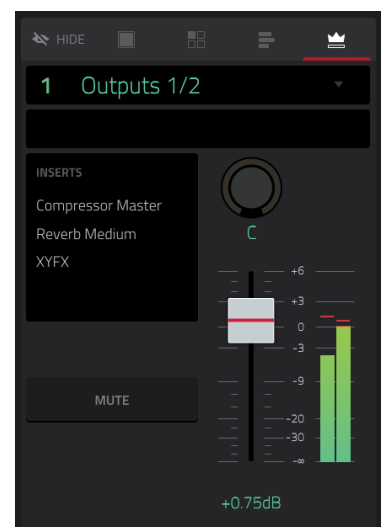 HIDE
1 Outputs 1/2
INSERTS
Compressor Master
Reverb Medium
XYFX
C
+6
+3
0
-3
-9
-20
-30
-∞
MUTE
+0.75dB